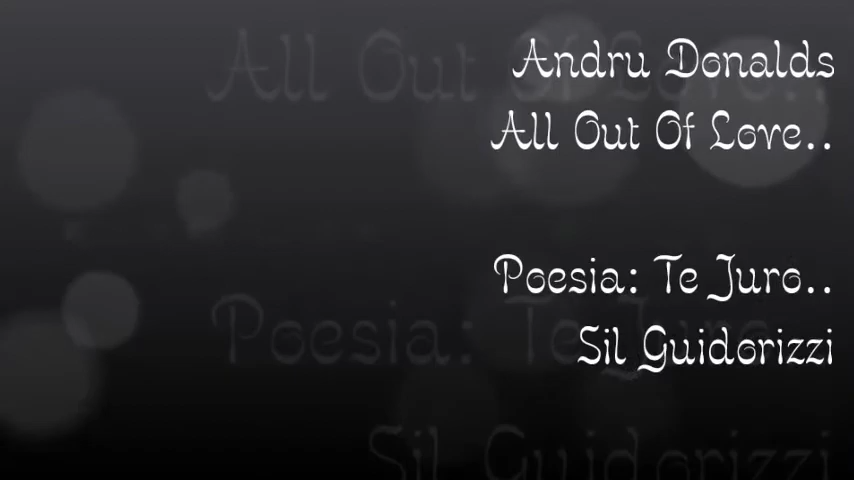 Andru Donalds
All Out Of Love..
Poesia: Te Juro..
Sil Guidorizzi